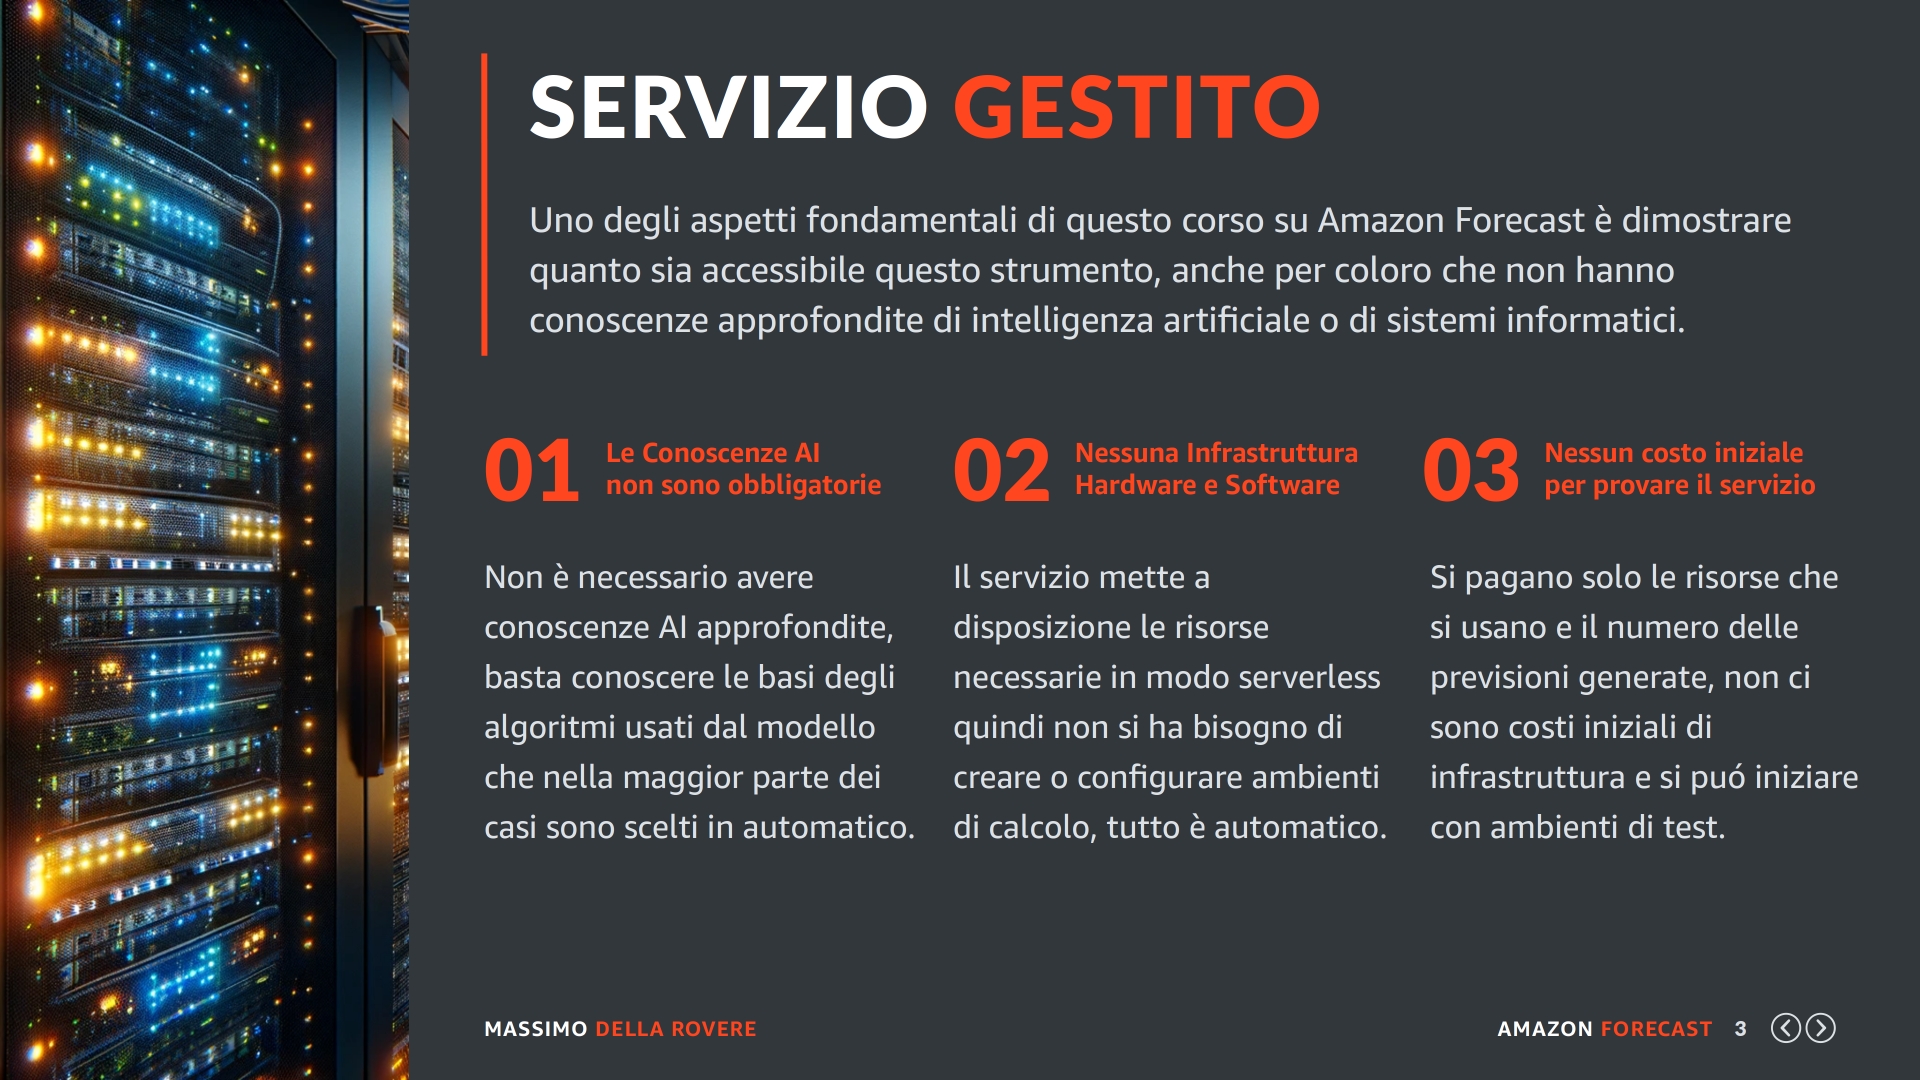 SERVIZIO GESTITO
Uno degli aspetti fondamentali di questo corso su Amazon Forecast è dimostrare
quanto sia accessibile questo strumento, anche per coloro che non hanno
conoscenze approfondite di intelligenza artificiale o di sistemi informatici.
01
Le Conoscenze AI
non sono obbligatorie
Non è necessario avere
conoscenze AI approfondite,
basta conoscere le basi degli
algoritmi usati dal modello
che nella maggior parte dei
casi sono scelti in automatico.
02
Nessuna Infrastruttura
Hardware e Software
Il servizio mette a
disposizione le risorse
necessarie in modo serverless
quindi non si ha bisogno di
creare o configurare ambienti
di calcolo, tutto è automatico.
03
Nessun costo iniziale
per provare il servizio
Si pagano solo le risorse che
si usano e il numero delle
previsioni generate, non ci
sono costi iniziali di
infrastruttura e si puó iniziare
con ambienti di test.
MASSIMO DELLA ROVERE
AMAZON FORECAST 3